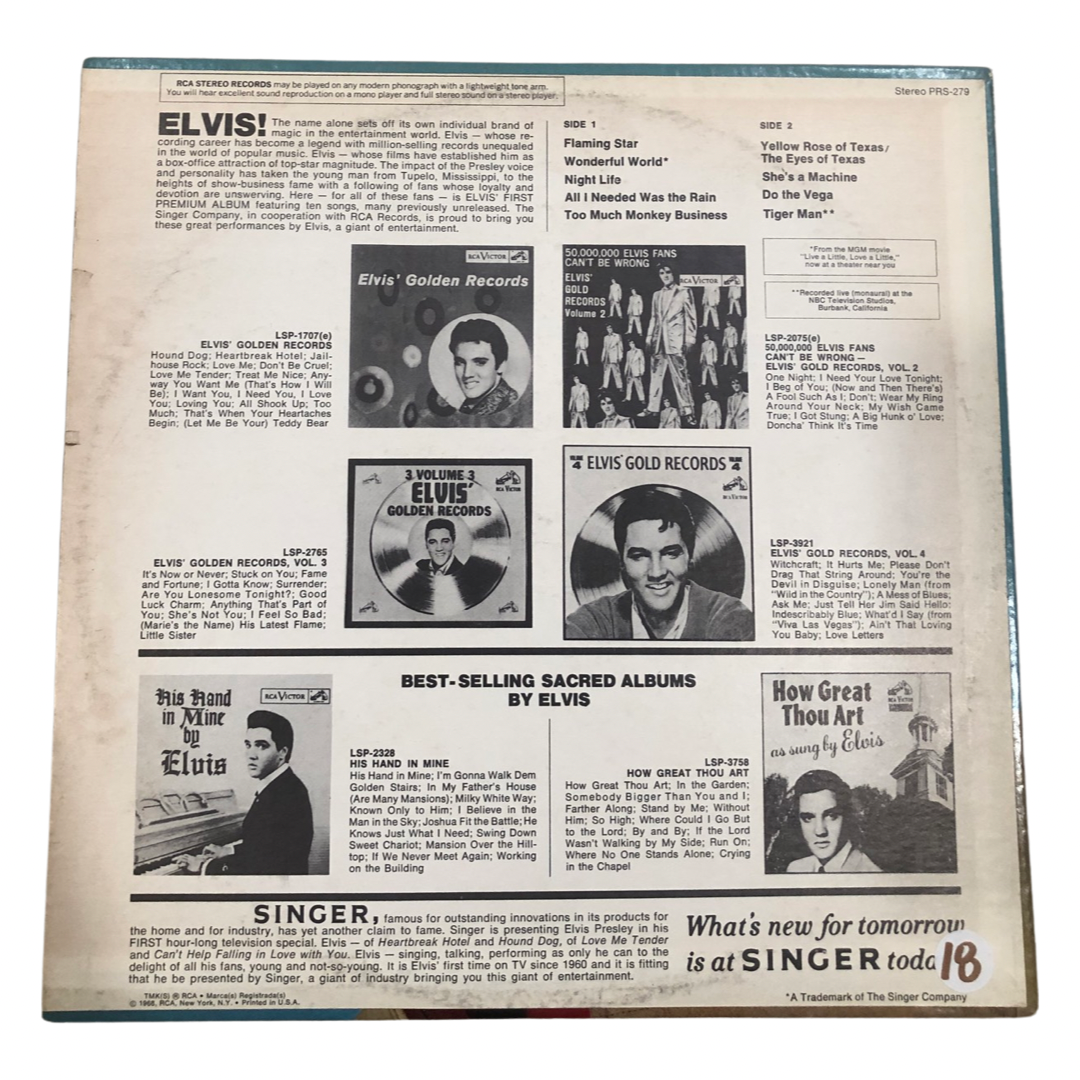 RCA STEREO RECORDS may be played on any modern phonograph with a lightweight tone arm.
You will hear excellent sound reproduction on a mono player and full stereo sound on a stereo player.
Stereo PRS-279
ELVIS! The name alone sets off its own individual brand of
magic in the entertainment world. Elvis — whose re-
cording career has become a legend with million-selling records unequaled
in the world of popular music. Elvis — whose films have established him as
a box-office attraction of top-star magnitude. The impact of the Presley voice
and personality has taken the young man from Tupelo, Mississippi, to the
heights of show-business fame with a following of fans whose loyalty and
devotion are unswerving. Here — for all of these fans — is ELVIS' FIRST
PREMIUM ALBUM featuring ten songs, many previously unreleased. The
Singer Company, in cooperation with RCA Records, is proud to bring you
these great performances by Elvis, a giant of entertainment.
SIDE 1
Flaming Star
Wonderful World*
Night Life
All I Needed Was the Rain
Too Much Monkey Business
SIDE 2
Yellow Rose of Texas/
The Eyes of Texas
She's a Machine
Do the Vega
Tiger Man**
*From the MGM movie
"Live a Little, Love a Little,"
now at a theater near you
**Recorded live (monaural) at the
NBC Television Studios,
Burbank, California
RCA VICTOR
Elvis' Golden Records
LSP-1707(e)
ELVIS' GOLDEN RECORDS
Hound Dog; Heartbreak Hotel; Jail-
house Rock; Love Me; Don't Be Cruel;
Love Me Tender; Treat Me Nice; Any-
way You Want Me (That's How I Will
Be); I Want You, I Need You, I Love
You; Loving You; All Shook Up; Too
Much; That's When Your Heartaches
Begin; (Let Me Be Your) Teddy Bear
50,000,000 ELVIS FANS
CAN'T BE WRONG
ELVIS'
GOLD
RECORDS
Volume 2
RCA VICTOR
LSP-2075(e)
50,000,000 ELVIS FANS
CAN'T BE WRONG —
ELVIS' GOLD RECORDS, VOL. 2
One Night; I Need Your Love Tonight;
I Beg of You; (Now and Then There's)
A Fool Such As I; Don't; Wear My Ring
Around Your Neck; My Wish Came
True; I Got Stung; A Big Hunk o' Love;
Doncha' Think It's Time
3 VOLUME 3
ELVIS'
GOLDEN RECORDS
RCA VICTOR
LSP-2765
ELVIS' GOLDEN RECORDS, VOL. 3
It's Now or Never; Stuck on You; Fame
and Fortune; I Gotta Know; Surrender;
Are You Lonesome Tonight?; Good
Luck Charm; Anything That's Part of
You; She's Not You; I Feel So Bad;
(Marie's the Name) His Latest Flame;
Little Sister
VOLUME 4 ELVIS' GOLD RECORDS VOLUME 4
RCA VICTOR
LSP-3921
ELVIS' GOLD RECORDS, VOL. 4
Witchcraft; It Hurts Me; Please Don't
Drag That String Around; You're the
Devil in Disguise; Lonely Man (from
"Wild in the Country"); A Mess of Blues;
Ask Me; Just Tell Her Jim Said Hello;
Indescribably Blue; What'd I Say (from
"Viva Las Vegas"); Ain't That Loving
You Baby; Love Letters
BEST-SELLING SACRED ALBUMS
BY ELVIS
His Hand
in Mine
by
Elvis
RCA VICTOR
LSP-2328
HIS HAND IN MINE
His Hand in Mine; I'm Gonna Walk Dem
Golden Stairs; In My Father's House
(Are Many Mansions); Milky White Way;
Known Only to Him; I Believe in the
Man in the Sky; Joshua Fit the Battle; He
Knows Just What I Need; Swing Down
Sweet Chariot; Mansion Over the Hill-
top; If We Never Meet Again; Working
on the Building
LSP-3758
HOW GREAT THOU ART
How Great Thou Art; In the Garden;
Somebody Bigger Than You and I;
Farther Along; Stand by Me; Without
Him; So High; Where Could I Go But
to the Lord; By and By; If the Lord
Wasn't Walking by My Side; Run On;
Where No One Stands Alone; Crying
in the Chapel
How Great
Thou Art
as sung by Elvis
SINGER, famous for outstanding innovations in its products for
the home and for industry, has yet another claim to fame. Singer is presenting Elvis Presley in his
FIRST hour-long television special. Elvis — of Heartbreak Hotel and Hound Dog, of Love Me Tender
and Can't Help Falling in Love with You. Elvis — singing, talking, performing as only he can to the
delight of all his fans, young and not-so-young. It is Elvis' first time on TV since 1960 and it is fitting
that he be presented by Singer, a giant of industry bringing you this giant of entertainment.
What's new for tomorrow
is at SINGER toda
18
TMK(S) ® RCA • Marca(s) Registrada(s)
© 1968, RCA, New York, N.Y. • Printed in U.S.A.
*A Trademark of The Singer Company